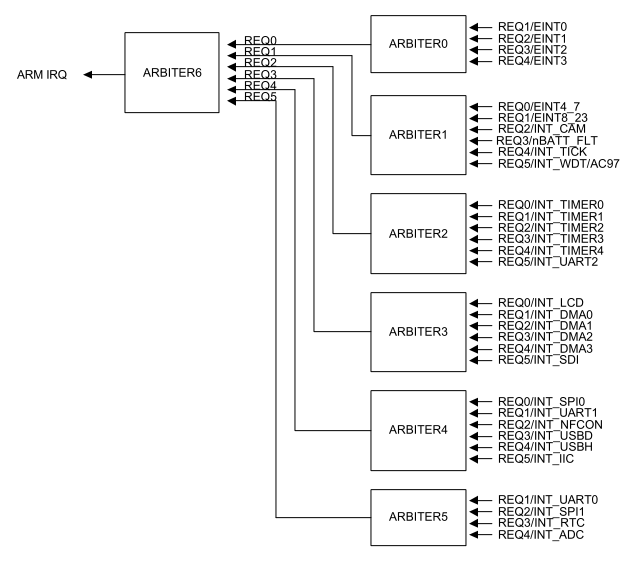 REQ1/EINT0
REQ2/EINT1
REQ3/EINT2
REQ4/EINT3
ARBITER0
REQ0
REQ1
REQ2
REQ3
REQ4
REQ5
ARBITER6
ARM IRQ
REQ0/EINT4_7
REQ1/EINT8_23
REQ2/INT_CAM
REQ3/nBATT_FLT
REQ4/INT_TICK
REQ5/INT_WDT/AC97
ARBITER1
REQ0/INT_TIMER0
REQ1/INT_TIMER1
REQ2/INT_TIMER2
REQ3/INT_TIMER3
REQ4/INT_TIMER4
REQ5/INT_UART2
ARBITER2
REQ0/INT_LCD
REQ1/INT_DMA0
REQ2/INT_DMA1
REQ3/INT_DMA2
REQ4/INT_DMA3
REQ5/INT_SDI
ARBITER3
REQ0/INT_SPI0
REQ1/INT_UART1
REQ2/INT_NFCON
REQ3/INT_USBD
REQ4/INT_USBH
REQ5/INT_IIC
ARBITER4
REQ1/INT_UART0
REQ2/INT_SPI1
REQ3/INT_RTC
REQ4/INT_ADC
ARBITER5